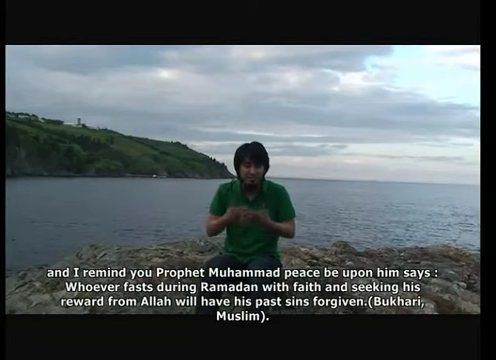 and I remind you Prophet Muhammad peace be upon him says :
Whoever fasts during Ramadan with faith and seeking his
reward from Allah will have his past sins forgiven.(Bukhari,
Muslim).